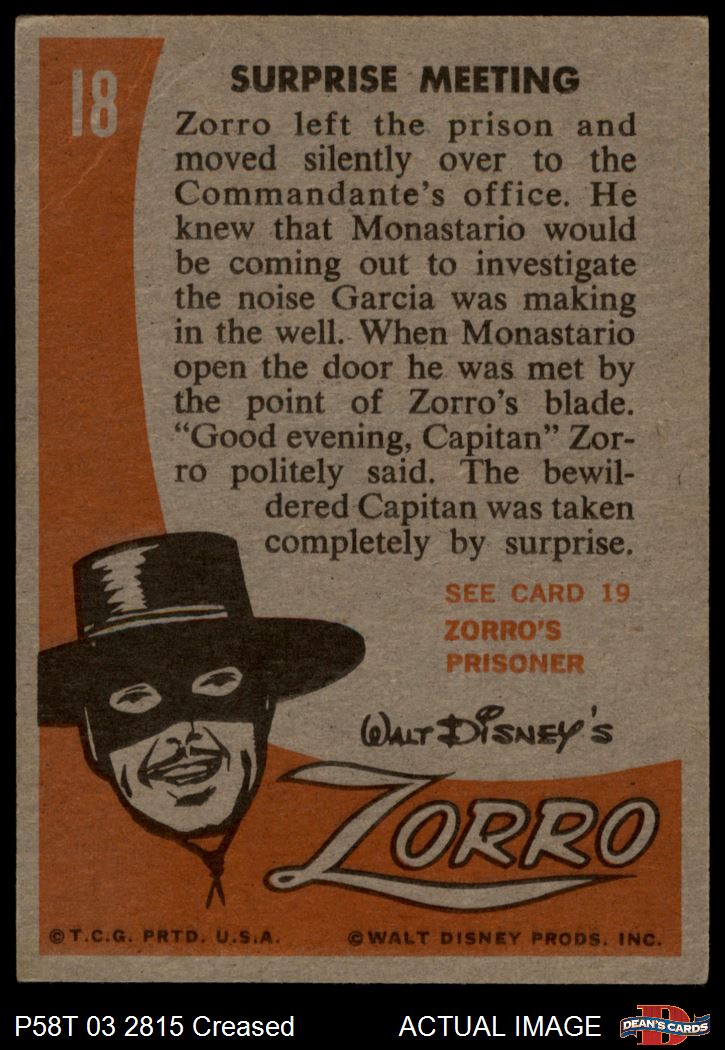 18
SURPRISE MEETING
Zorro left the prison and
moved silently over to the
Commandante's office. He
knew that Monastario would
be coming out to investigate
the noise Garcia was making
in the well. When Monastario
open the door he was met by
the point of Zorro's blade.
“Good evening, Capitan” Zor-
ro politely said. The bewil-
dered Capitan was taken
completely by surprise.
SEE CARD 19
ZORRO'S
PRISONER
WALT DISNEY'S
ZORRO
© T.C.G. PRTD. U.S.A.
© WALT DISNEY PRODS. INC.
P58T 03 2815 Creased
ACTUAL IMAGE
D
DEAN'S CARDS